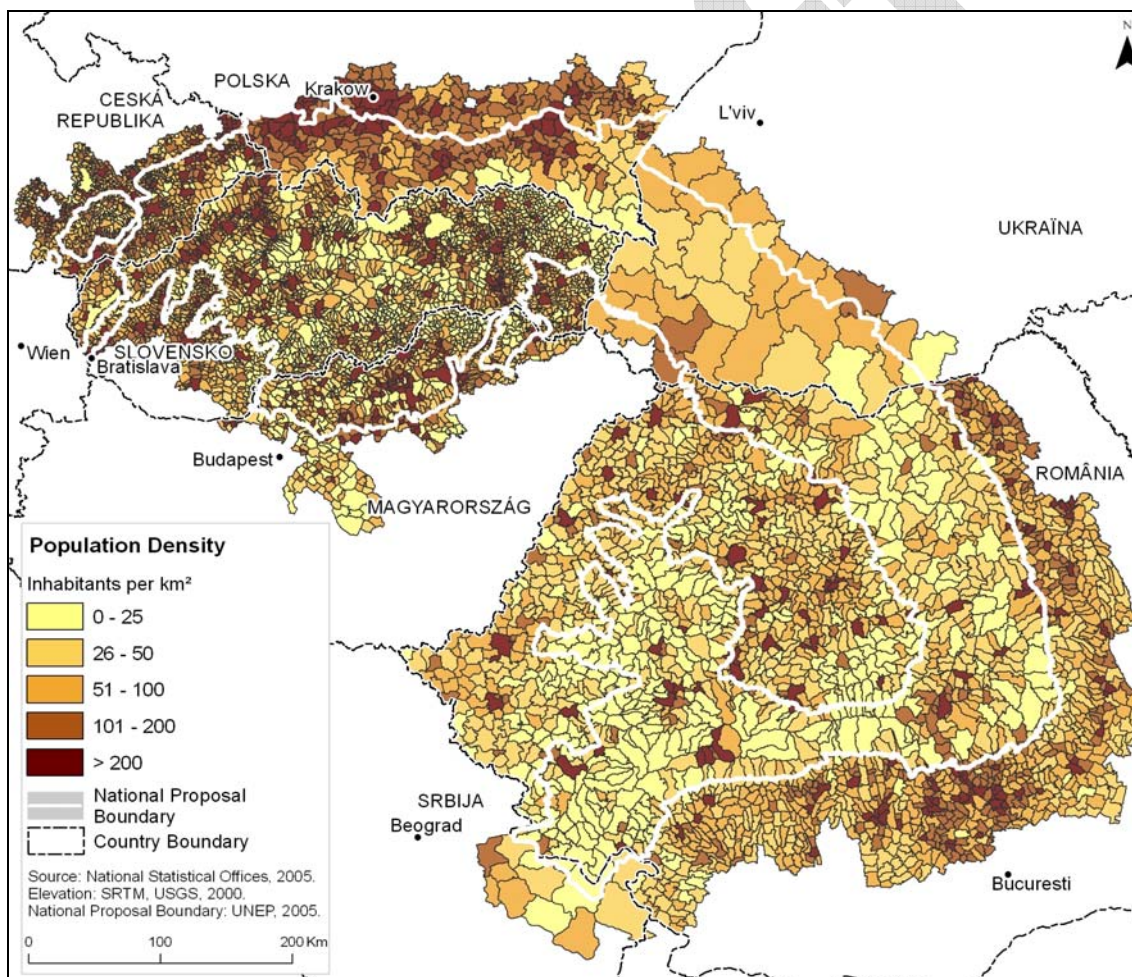 N
POLSKA
Krakow
CESKÁ
REPUBLIKA
L'viv
UKRAÏNA
Wien
SLOVENSKO
Bratislava
Budapest
MAGYARORSZÁG
ROMÂNIA
SRBIJA
Beograd
Bucuresti
Population Density
Inhabitants per km²
0 - 25
26 - 50
51 - 100
101 - 200
> 200
National Proposal
Boundary
Country Boundary
Source: National Statistical Offices, 2005.
Elevation: SRTM, USGS, 2000.
National Proposal Boundary: UNEP, 2005.
0 100 200 Km